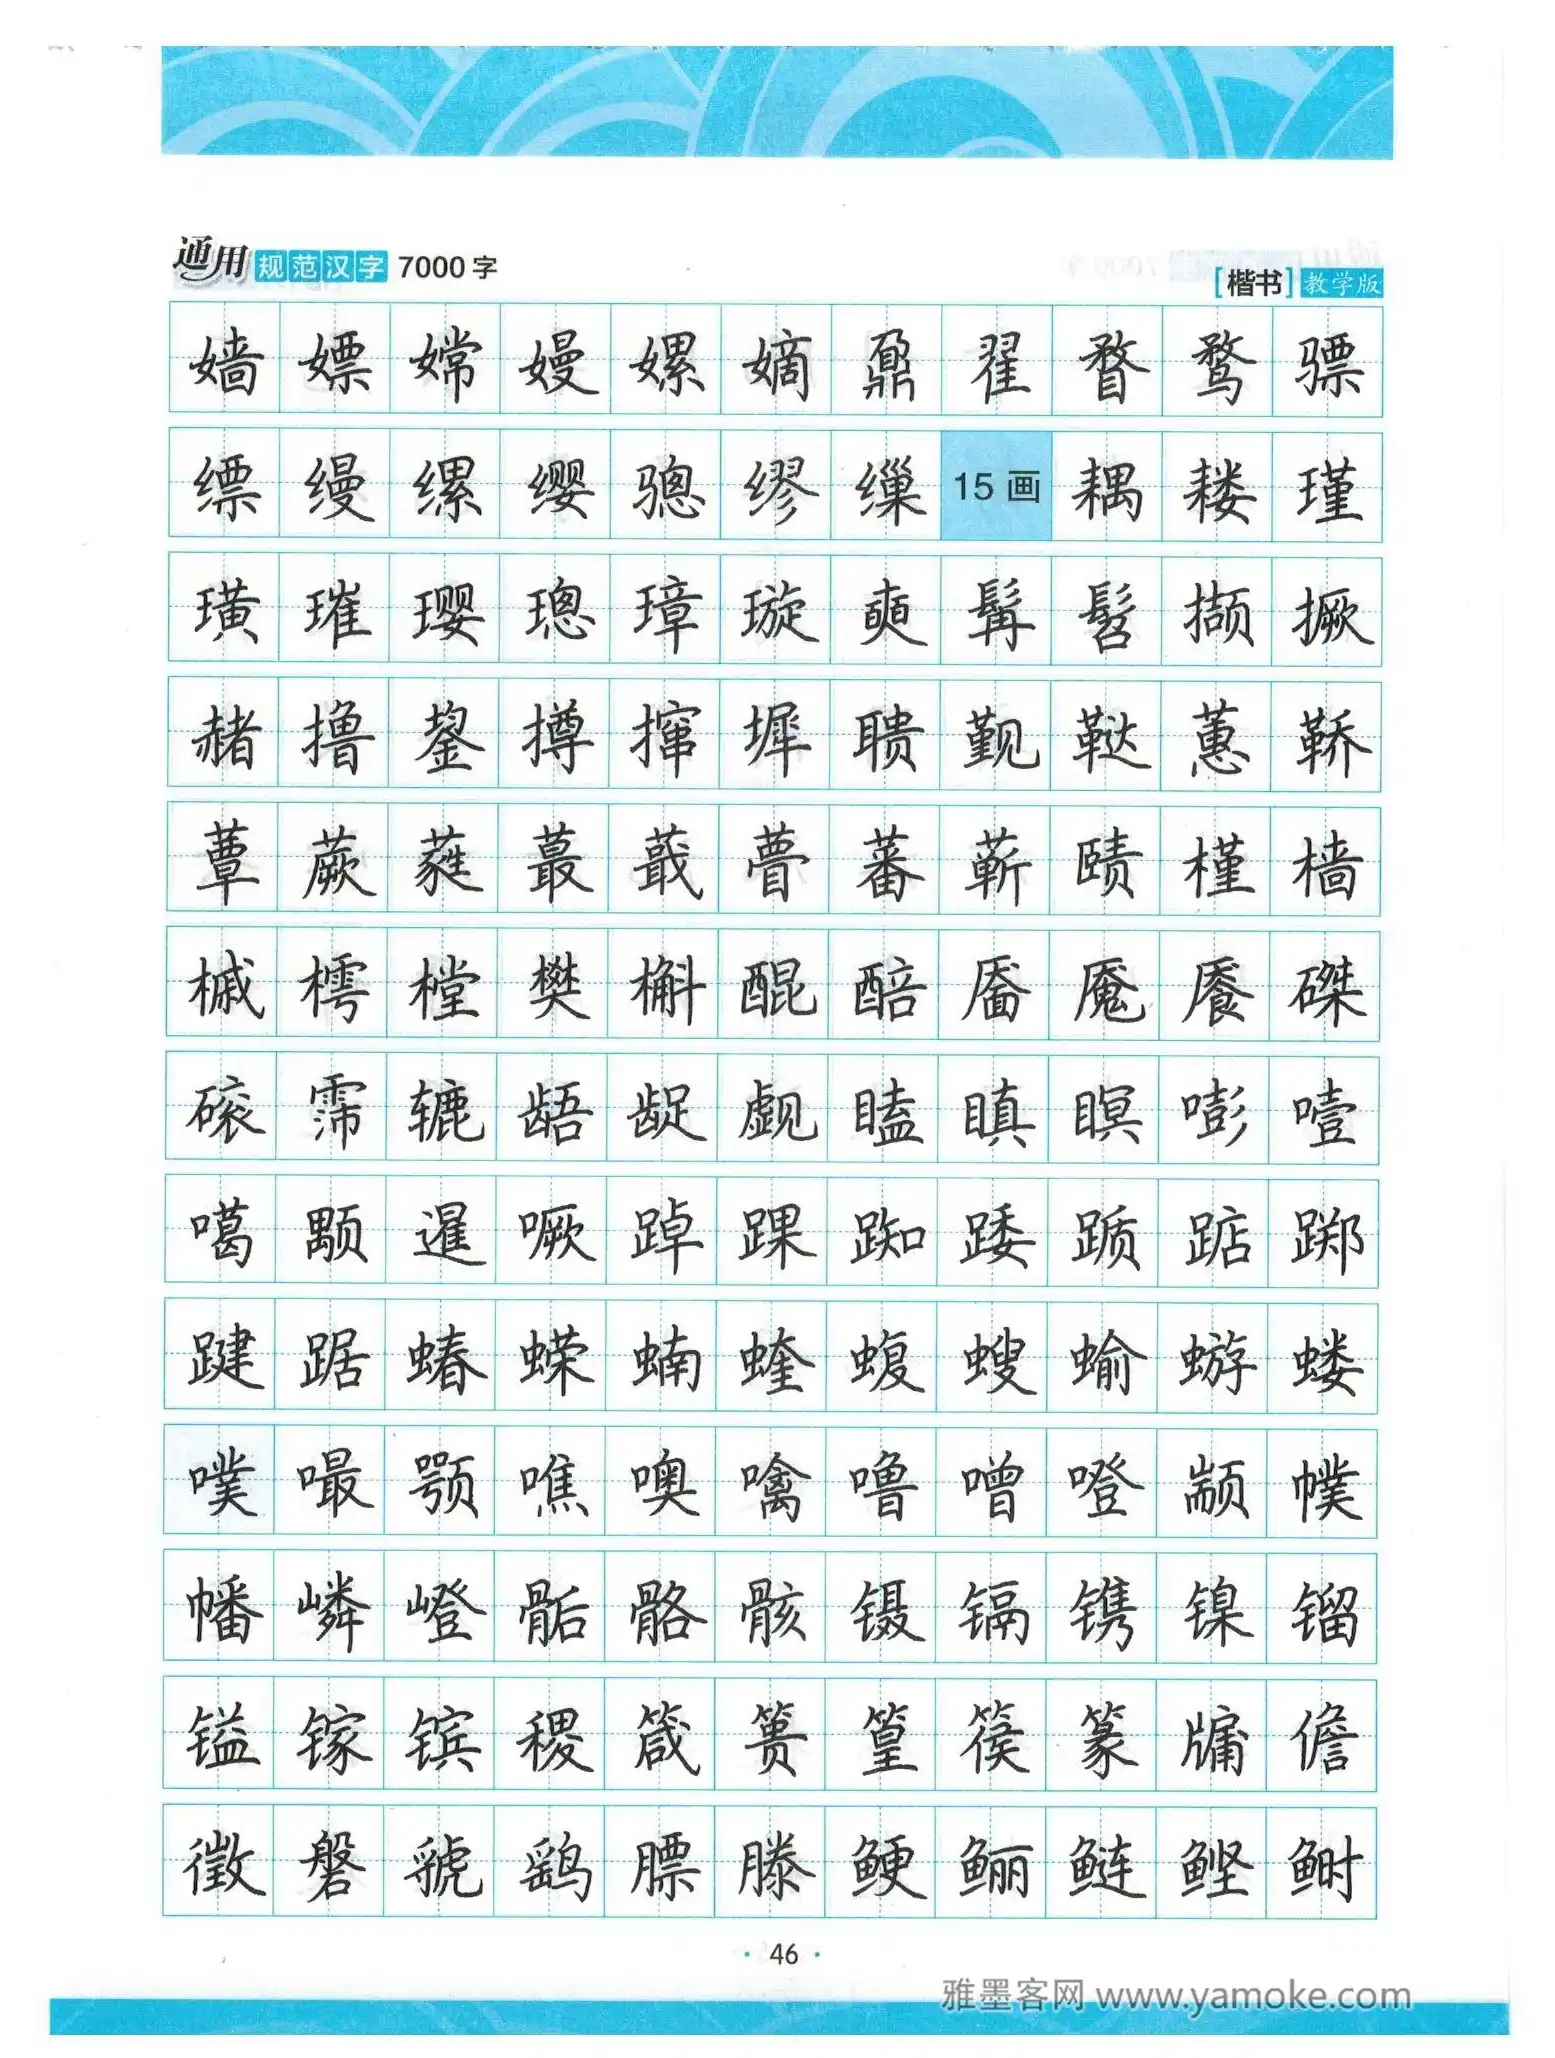 通用规范汉字 7000 字
[楷书] 教学版
嫱 嫖 嫦 嫚 嫘 嫡 鼐 翟 瞀 鹜 骠
缥 缦 缧 缨 骢 缪 缫 15 画 耦 耧 瑾
璜 璀 璎 璁 璋 璇 奭 髯 髫 撷 撅
赭 撸 鋆 撙 撺 墀 聩 觐 鞑 蕙 鞒
蕈 蕨 蕤 蕞 蕺 瞢 蕃 蕲 赜 槿 樯
槭 樗 樘 樊 槲 醌 醅 靥 魇 餍 磔
磙 霈 辘 龉 龊 觑 瞌 瞋 瞑 嘭 噎
噶 颙 暹 噘 踔 踝 踟 踒 踬 踮 踯
踺 踞 蝽 蝾 蝻 蝰 蝮 螋 蝓 蝣 蝼
噗 嘬 颚 噍 噢 噙 噜 噌 噔 颛 幞
幡 嶙 嶝 骺 骼 骸 镊 镉 镌 镍 镏
镒 镓 镔 稷 箴 篑 篁 篌 篆 牖 儋
徵 磐 虢 鹞 膘 滕 鲠 鲡 鲢 鲣 鲥
· 46 ·
雅墨客网 www.yamoke.com